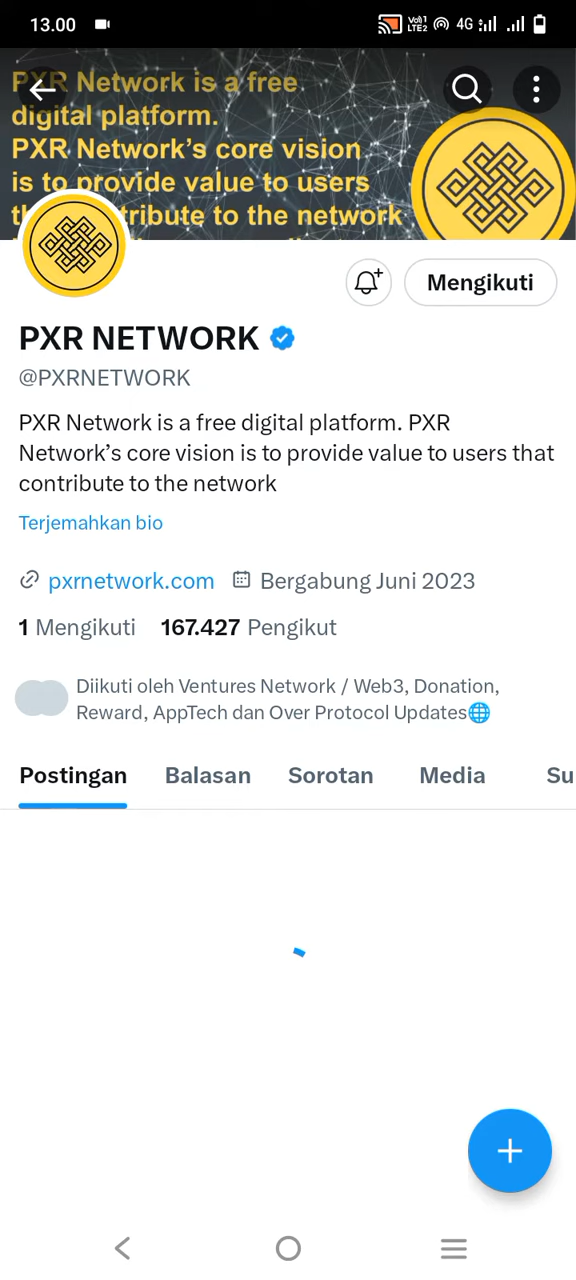 13.00
Vo1
LTE2
4G
PXR Network is a free
digital platform.
PXR Network's core vision
is to provide value to users
tribute to the network
PXR NETWORK
@PXRNETWORK
Mengikuti
PXR Network is a free digital platform. PXR
Network's core vision is to provide value to users that
contribute to the network
Terjemahkan bio
pxrnetwork.com Bergabung Juni 2023
1 Mengikuti 167.427 Pengikut
Diikuti oleh Ventures Network / Web3, Donation,
Reward, AppTech dan Over Protocol Updates🌐
Postingan Balasan Sorotan Media Su